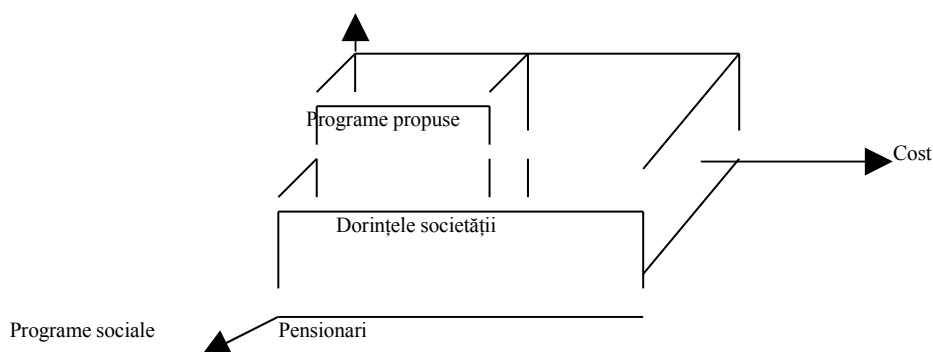 Programe propuse
Cost
Dorințele societății
Programe sociale
Pensionari